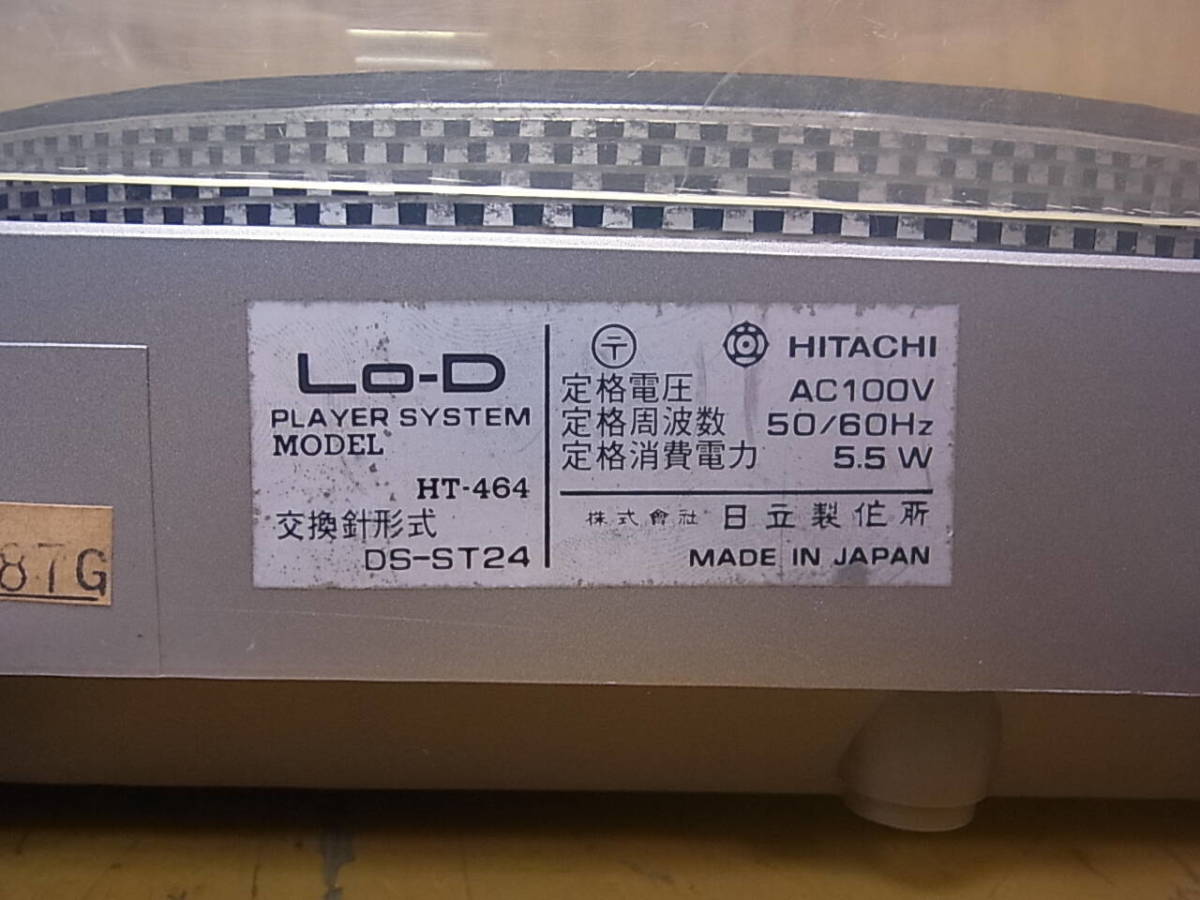 Lo-D
PLAYER SYSTEM
MODEL
HT-464
交換針形式
DS-ST24
〒 HITACHI
定格電圧 AC100V
定格周波数 50/60Hz
定格消費電力 5.5 W
株式會社 日立製作所
MADE IN JAPAN
87G